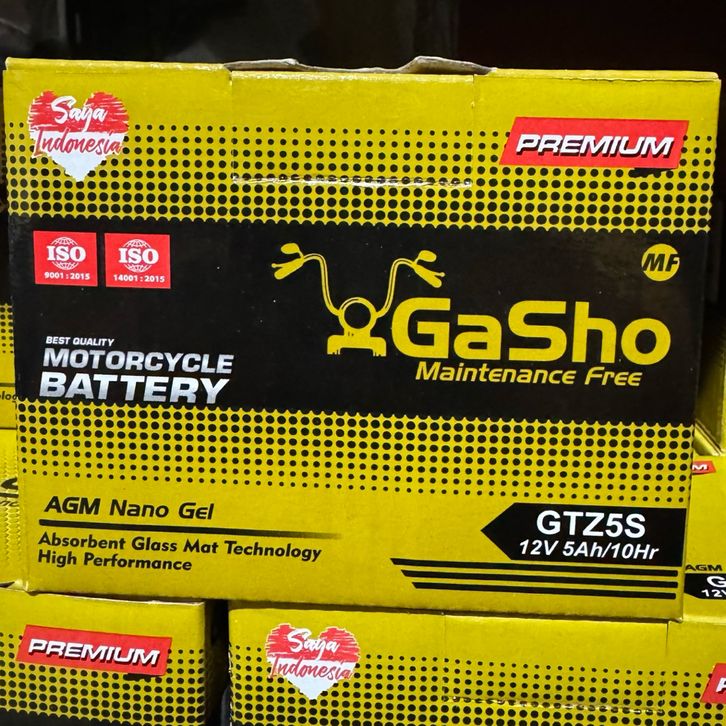 Saya
Indonesia
PREMIUM
ISO
9001 : 2015
ISO
14001 : 2015
MF
GaSho
Maintenance Free
BEST QUALITY
MOTORCYCLE
BATTERY
AGM Nano Gel
Absorbent Glass Mat Technology
High Performance
GTZ5S
12V 5Ah/10Hr
AGM
PREMIUM
Saya
Indonesia